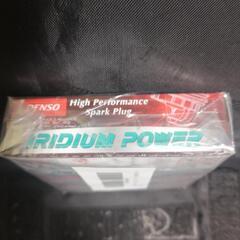 DENSO
High Performance
Spark Plug
IRIDIUM POWER